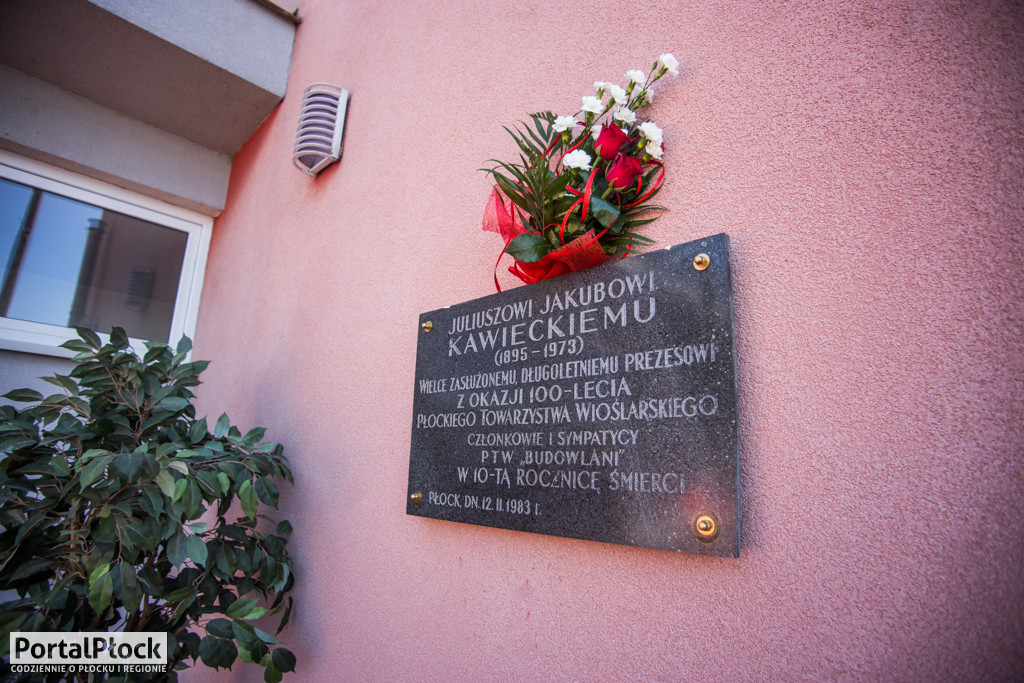 JULIUSZOWI JAKUBOWI
KAWIECKIEMU
(1895-1973)
WIELCE ZASŁUŻONEMU, DŁUGOLETNIEMU PREZESOWI
Z OKAZJI 100-LECIA
PŁOCKIEGO TOWARZYSTWA WIOŚLARSKIEGO
CZŁONKOWIE I SYMPATYCY
PTW „BUDOWLANI"
W 10-TĄ ROCZNICĘ ŚMIERCI
PŁOCK, DN. 12. II. 1983 r.
PortalPłock
CODZIENNIE O PŁOCKU I REGIONIE